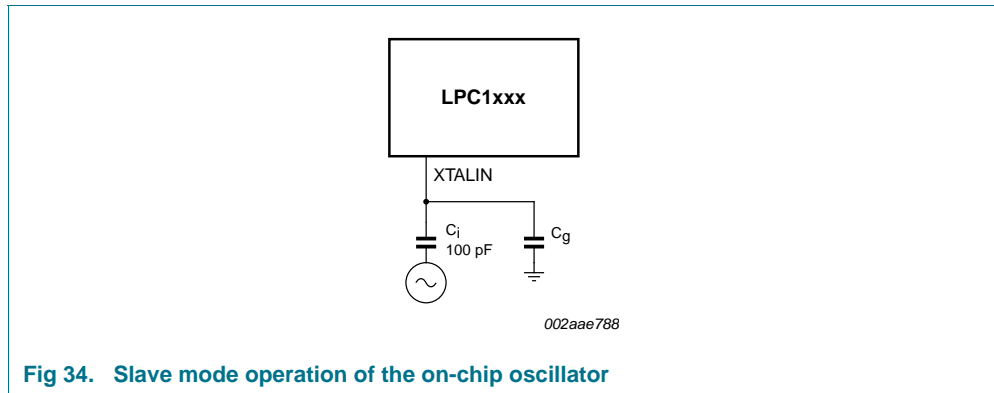 LPC1xxx
XTALIN
Ci
100 pF
Cg
002aae788
Fig 34. Slave mode operation of the on-chip oscillator